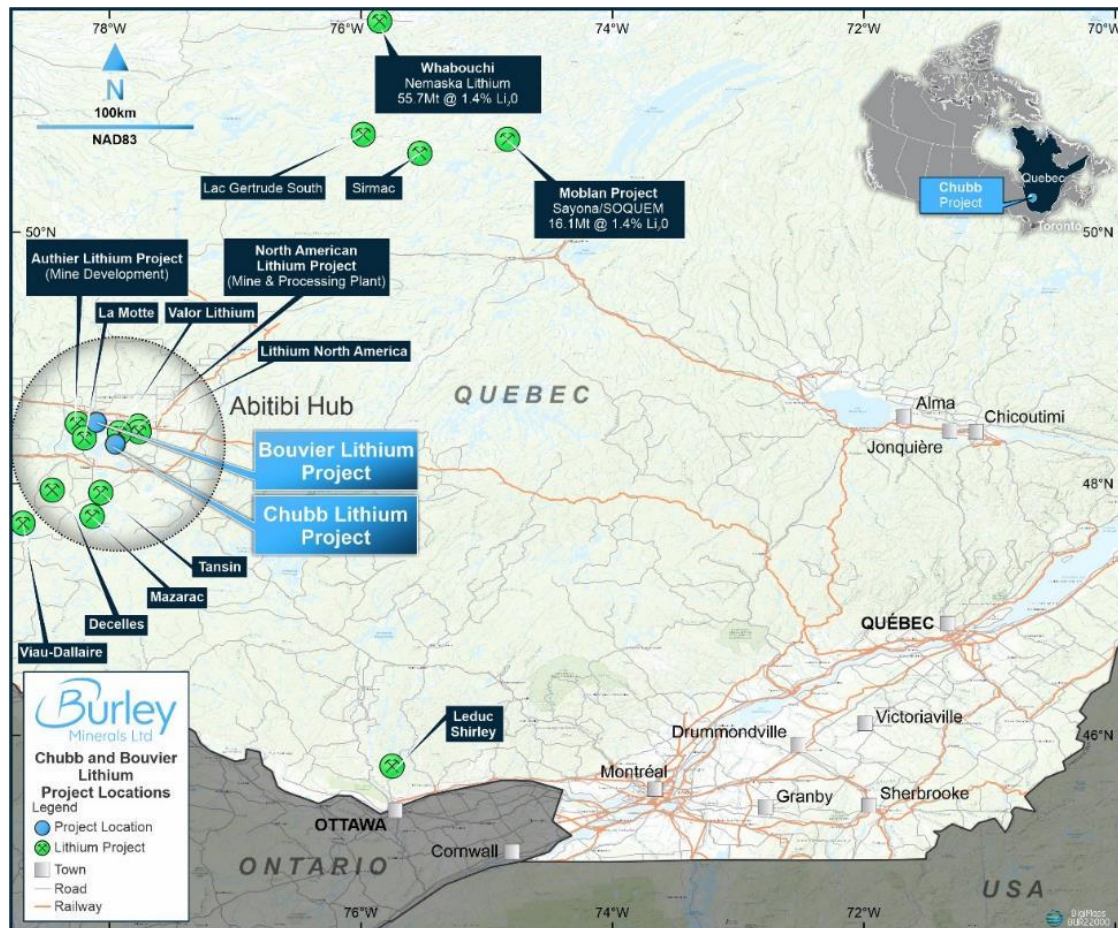 78°W
76°W
74°W
72°W
70°W
N
100km
NAD83
Whabouchi
Nemaska Lithium
55.7Mt @ 1.4% Li₂0
Lac Gertrude South
Sirmac
Moblan Project
Sayona/SOQUEM
16.1Mt @ 1.4% Li₂0
Quebec
Chubb
Project
Toronto
50°N
50°N
Authier Lithium Project
(Mine Development)
North American
Lithium Project
(Mine & Processing Plant)
La Motte
Valor Lithium
Lithium North America
QUEBEC
Abitibi Hub
Bouvier Lithium
Project
Chubb Lithium
Project
Alma
Chicoutimi
Jonquière
48°N
48°N
Tansin
Mazarac
Decelles
Viau-Dallaire
QUÉBEC
Burley
Minerals Ltd
Chubb and Bouvier
Lithium
Project Locations
Legend
Project Location
Lithium Project
Town
Road
Railway
Leduc
Shirley
Drummondville
Victoriaville
46°N
Montréal
Granby
Sherbrooke
OTTAWA
Cornwall
ONTARIO
USA
76°W
74°W
72°W
DigiMaps
BUR22000